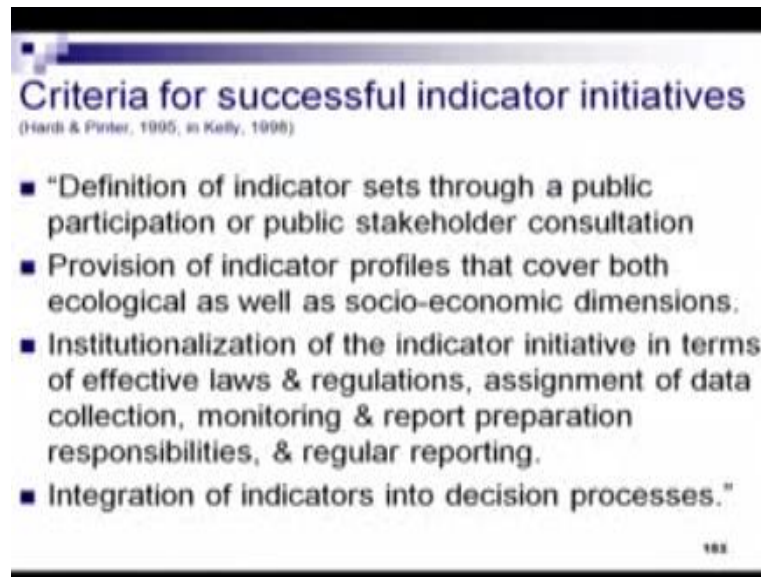 Criteria for successful indicator initiatives
(Hardi & Pinter, 1995, in Kelly, 1998)
■ “Definition of indicator sets through a public
participation or public stakeholder consultation
■ Provision of indicator profiles that cover both
ecological as well as socio-economic dimensions.
■ Institutionalization of the indicator initiative in terms
of effective laws & regulations, assignment of data
collection, monitoring & report preparation
responsibilities, & regular reporting.
■ Integration of indicators into decision processes.”